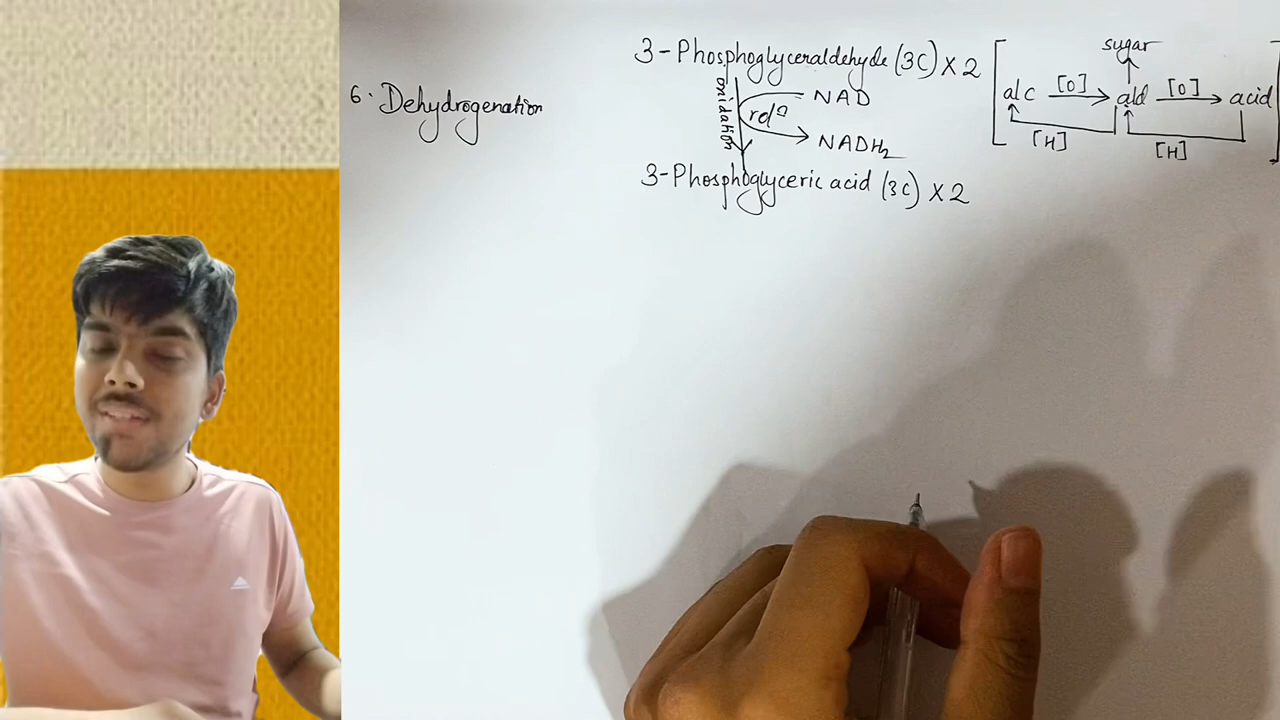 3-Phosphoglyceraldehyde (3C) X 2
6. Dehydrogenation
oxidation
redⁿ
NAD
NADH₂
3-Phosphoglyceric acid (3C) X 2
sugar
alc [O] ald [O] acid
[H] [H]